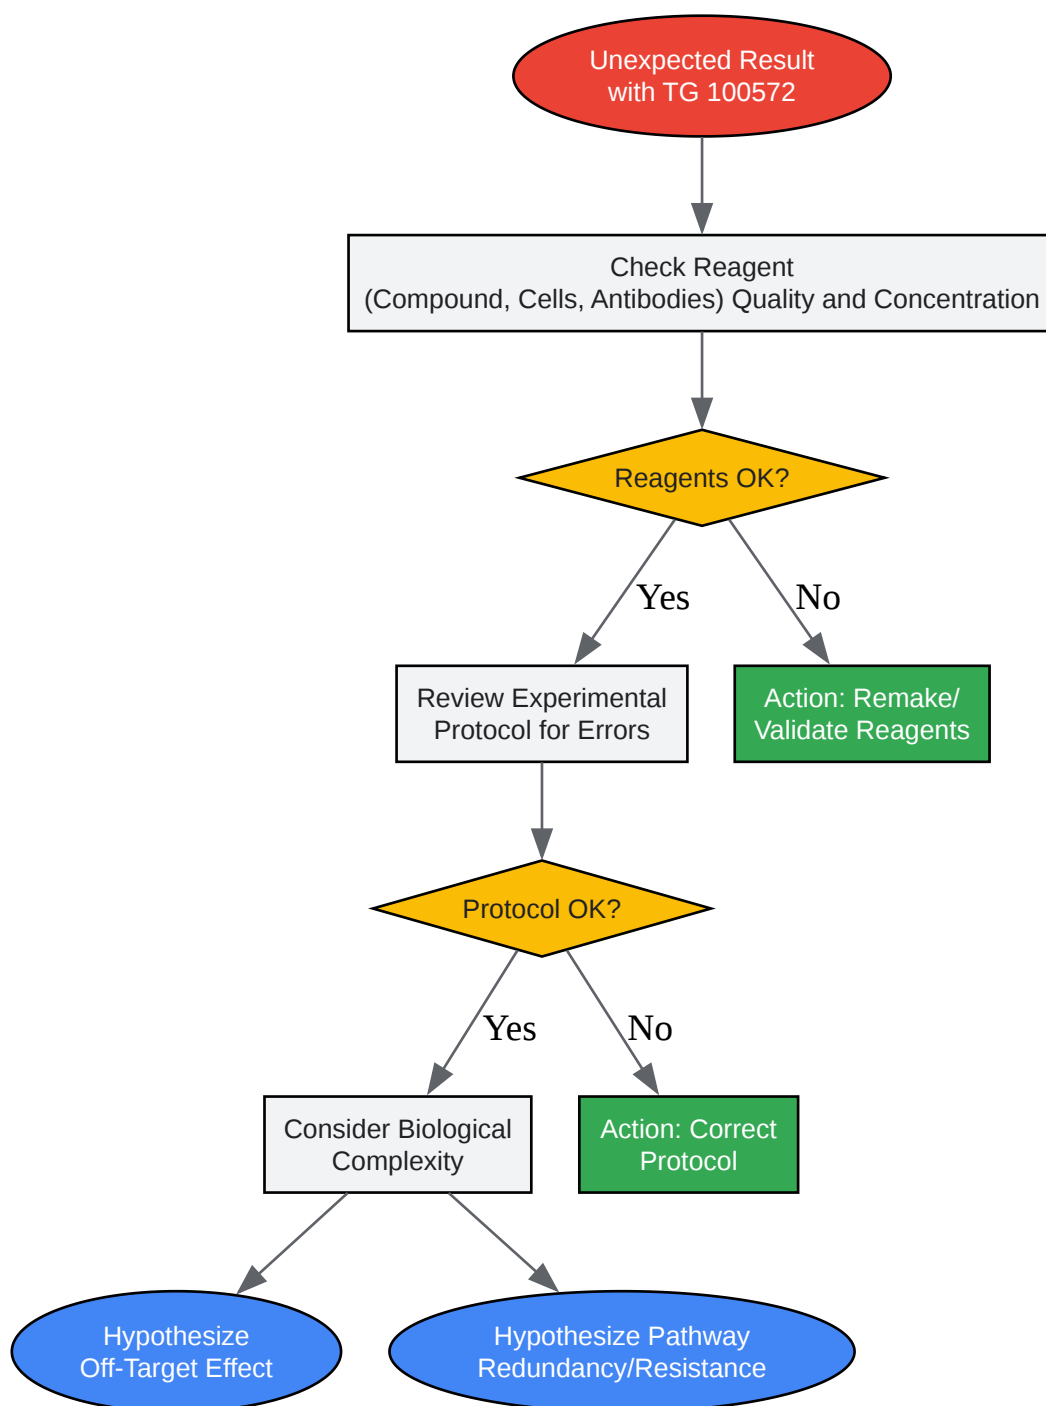 Unexpected Result
with TG 100572
Check Reagent
(Compound, Cells, Antibodies) Quality and Concentration
Reagents OK?
Yes
No
Review Experimental
Protocol for Errors
Action: Remake/
Validate Reagents
Protocol OK?
Yes
No
Consider Biological
Complexity
Action: Correct
Protocol
Hypothesize
Off-Target Effect
Hypothesize Pathway
Redundancy/Resistance